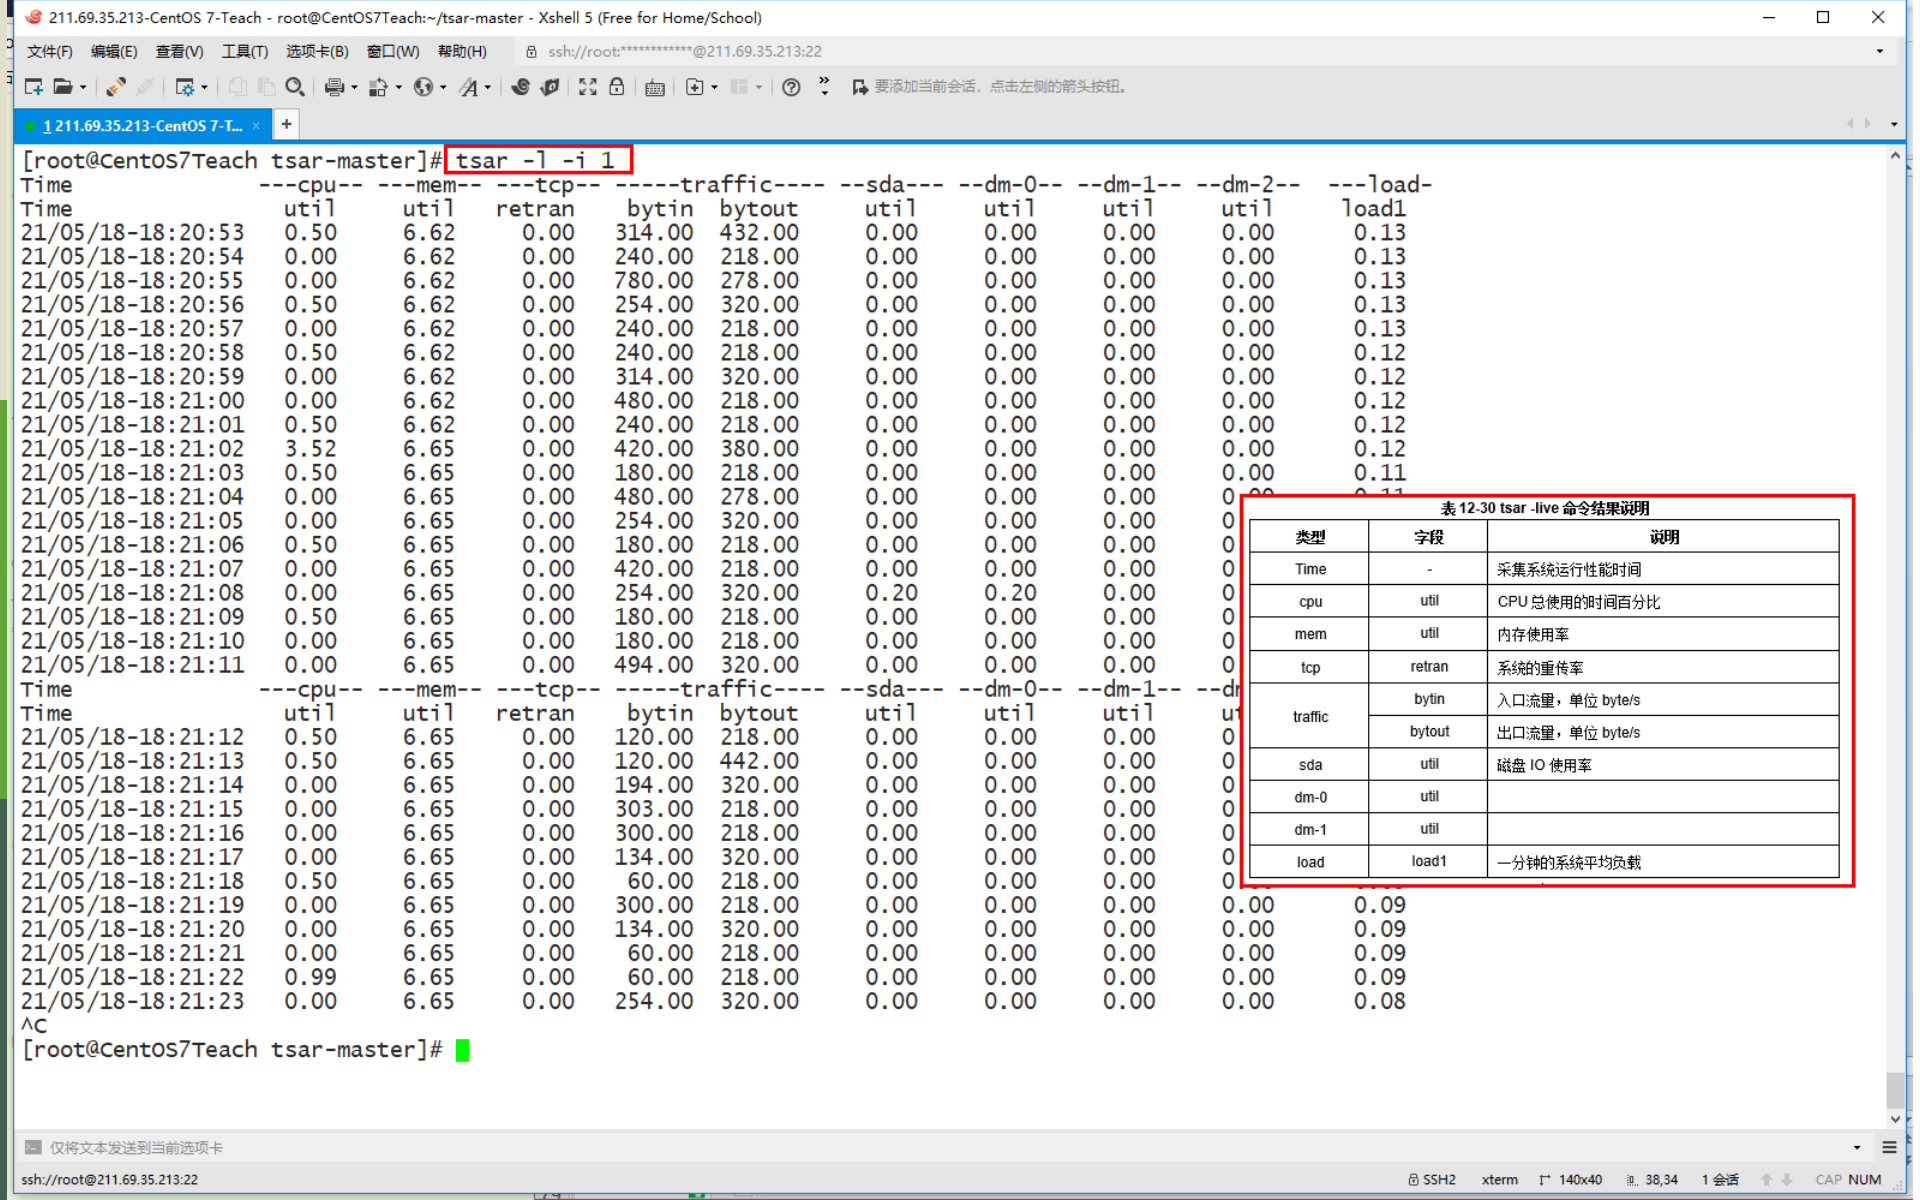 211.69.35.213-CentOS 7-Teach - root@CentOS7Teach:~/tsar-master - Xshell 5 (Free for Home/School)
文件(F) 编辑(E) 查看(V) 工具(T) 选项卡(B) 窗口(W) 帮助(H) ssh://root:************@211.69.35.213:22
要添加当前会话，点击左侧的箭头按钮。
1 211.69.35.213-CentOS 7-T... × +
[root@CentOS7Teach tsar-master]# tsar -l -i 1
Time ---cpu-- ---mem-- ---tcp-- -----traffic---- --sda--- --dm-0-- --dm-1-- --dm-2-- ---load-
Time util util retran bytin bytout util util util util load1
21/05/18-18:20:53 0.50 6.62 0.00 314.00 432.00 0.00 0.00 0.00 0.00 0.13
21/05/18-18:20:54 0.00 6.62 0.00 240.00 218.00 0.00 0.00 0.00 0.00 0.13
21/05/18-18:20:55 0.00 6.62 0.00 780.00 278.00 0.00 0.00 0.00 0.00 0.13
21/05/18-18:20:56 0.50 6.62 0.00 254.00 320.00 0.00 0.00 0.00 0.00 0.13
21/05/18-18:20:57 0.00 6.62 0.00 240.00 218.00 0.00 0.00 0.00 0.00 0.13
21/05/18-18:20:58 0.50 6.62 0.00 240.00 218.00 0.00 0.00 0.00 0.00 0.12
21/05/18-18:20:59 0.00 6.62 0.00 314.00 320.00 0.00 0.00 0.00 0.00 0.12
21/05/18-18:21:00 0.00 6.62 0.00 480.00 218.00 0.00 0.00 0.00 0.00 0.12
21/05/18-18:21:01 0.50 6.62 0.00 240.00 218.00 0.00 0.00 0.00 0.00 0.12
21/05/18-18:21:02 3.52 6.65 0.00 420.00 380.00 0.00 0.00 0.00 0.00 0.12
21/05/18-18:21:03 0.50 6.65 0.00 180.00 218.00 0.00 0.00 0.00 0.00 0.11
21/05/18-18:21:04 0.00 6.65 0.00 480.00 278.00 0.00 0.00 0.00
21/05/18-18:21:05 0.00 6.65 0.00 254.00 320.00 0.00 0.00 0.00 0
21/05/18-18:21:06 0.50 6.65 0.00 180.00 218.00 0.00 0.00 0.00 0
21/05/18-18:21:07 0.00 6.65 0.00 420.00 218.00 0.00 0.00 0.00 0
21/05/18-18:21:08 0.00 6.65 0.00 254.00 320.00 0.20 0.20 0.00 0
21/05/18-18:21:09 0.50 6.65 0.00 180.00 218.00 0.00 0.00 0.00 0
21/05/18-18:21:10 0.00 6.65 0.00 180.00 218.00 0.00 0.00 0.00 0
21/05/18-18:21:11 0.00 6.65 0.00 494.00 320.00 0.00 0.00 0.00 0
Time ---cpu-- ---mem-- ---tcp-- -----traffic---- --sda--- --dm-0-- --dm-1--
Time util util retran bytin bytout util util util
21/05/18-18:21:12 0.50 6.65 0.00 120.00 218.00 0.00 0.00 0.00 0
21/05/18-18:21:13 0.50 6.65 0.00 120.00 442.00 0.00 0.00 0.00 0
21/05/18-18:21:14 0.00 6.65 0.00 194.00 320.00 0.00 0.00 0.00 0
21/05/18-18:21:15 0.00 6.65 0.00 303.00 218.00 0.00 0.00 0.00 0
21/05/18-18:21:16 0.00 6.65 0.00 300.00 218.00 0.00 0.00 0.00 0
21/05/18-18:21:17 0.00 6.65 0.00 134.00 320.00 0.00 0.00 0.00 0
21/05/18-18:21:18 0.50 6.65 0.00 60.00 218.00 0.00 0.00 0.00
21/05/18-18:21:19 0.00 6.65 0.00 300.00 218.00 0.00 0.00 0.00 0.00 0.09
21/05/18-18:21:20 0.00 6.65 0.00 134.00 320.00 0.00 0.00 0.00 0.00 0.09
21/05/18-18:21:21 0.00 6.65 0.00 60.00 218.00 0.00 0.00 0.00 0.00 0.09
21/05/18-18:21:22 0.99 6.65 0.00 60.00 218.00 0.00 0.00 0.00 0.00 0.09
21/05/18-18:21:23 0.00 6.65 0.00 254.00 320.00 0.00 0.00 0.00 0.00 0.08
^C
[root@CentOS7Teach tsar-master]#
表 12-30 tsar -live 命令结果说明
类型 字段 说明
Time - 采集系统运行性能时间
cpu util CPU 总使用的时间百分比
mem util 内存使用率
tcp retran 系统的重传率
traffic bytin 入口流量，单位 byte/s
bytout 出口流量，单位 byte/s
sda util 磁盘 IO 使用率
dm-0 util
dm-1 util
load load1 一分钟的系统平均负载
仅将文本发送到当前选项卡
ssh://root@211.69.35.213:22 SSH2 xterm 140x40 38,34 1 会话 CAP NUM